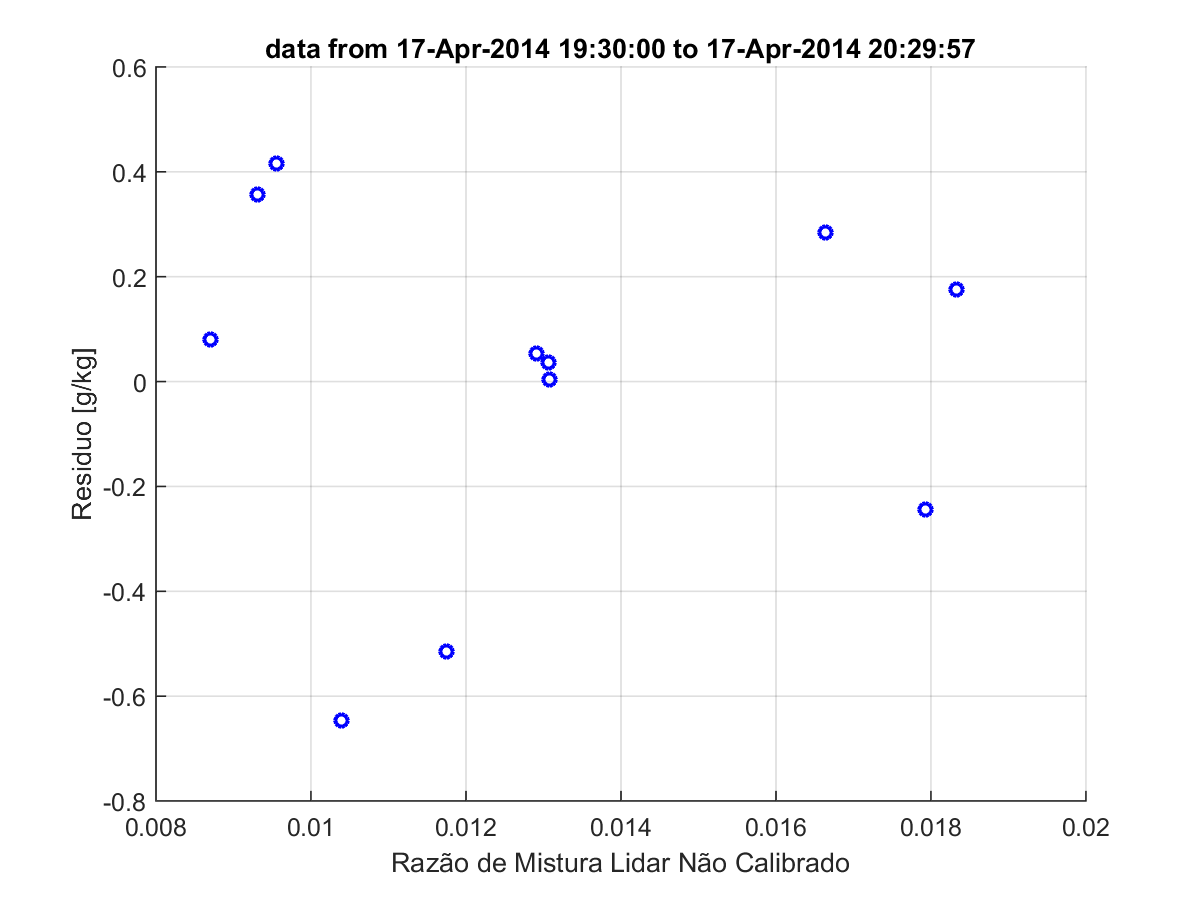 data from 17-Apr-2014 19:30:00 to 17-Apr-2014 20:29:57
0.6
0.4
0.2
0
-0.2
-0.4
-0.6
-0.8
Residuo [g/kg]
0.008 0.01 0.012 0.014 0.016 0.018 0.02
Razão de Mistura Lidar Não Calibrado